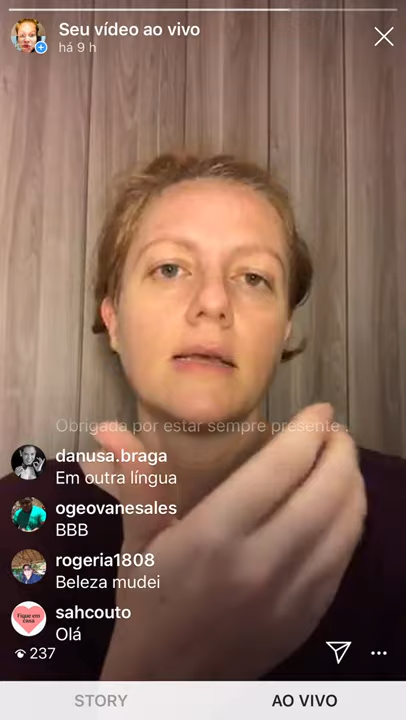 Seu vídeo ao vivo
há 9 h
Obrigada por estar sempre presente .
danusa.braga
Em outra língua
ogeovanesales
BBB
rogeria1808
Beleza mudei
Fique em
casa
sahcouto
Olá
237
STORY
AO VIVO